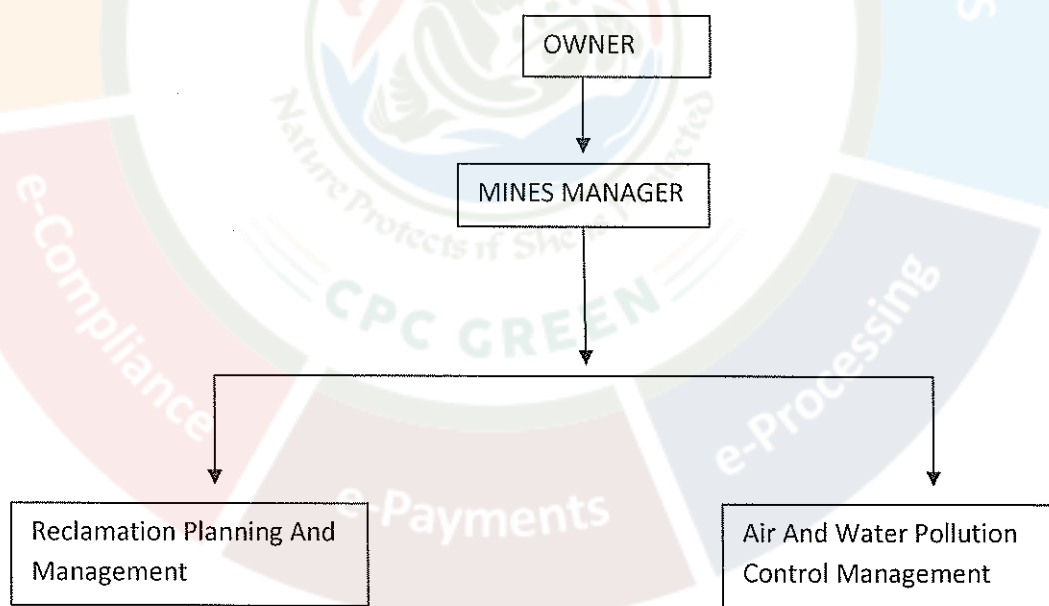 OWNER
S
MINES MANAGER
Nature Protects if She is Protected
CPC GREEN
e-Compliance
e-Processing
e-Payments
Reclamation Planning And
Management
Air And Water Pollution
Control Management